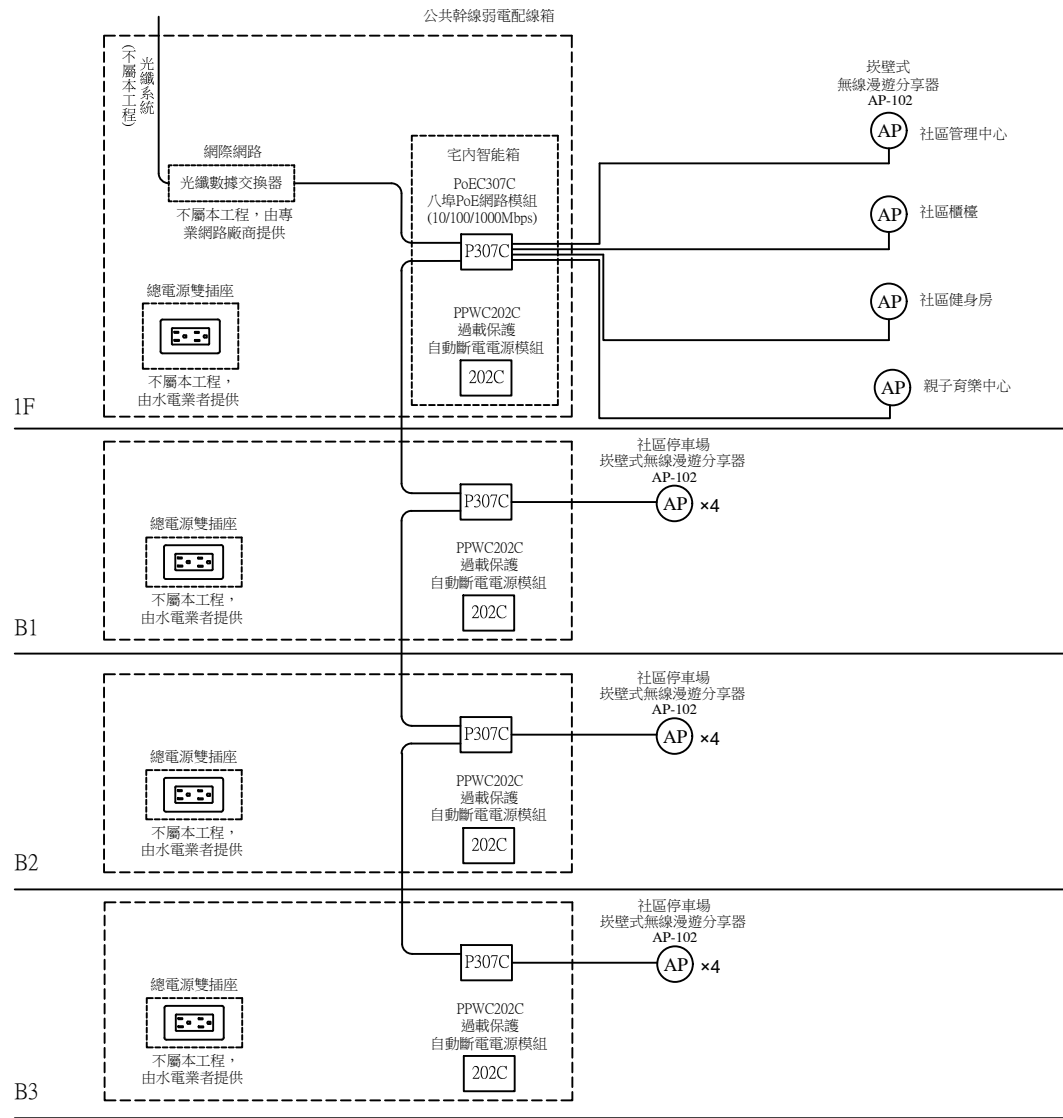 公共幹線弱電配線箱
光纖系統
(不屬本工程)
網際網路
光纖數據交換器
不屬本工程，由專
業網路廠商提供
宅內智能箱
PoEC307C
八埠PoE網路模組
(10/100/1000Mbps)
P307C
PPWC202C
過載保護
自動斷電電源模組
202C
總電源雙插座
不屬本工程，
由水電業者提供
崁壁式
無線漫遊分享器
AP-102
AP 社區管理中心
AP 社區櫃檯
AP 社區健身房
AP 親子育樂中心
1F
社區停車場
崁壁式無線漫遊分享器
AP-102
P307C
AP ×4
總電源雙插座
不屬本工程，
由水電業者提供
PPWC202C
過載保護
自動斷電電源模組
202C
B1
社區停車場
崁壁式無線漫遊分享器
AP-102
P307C
AP ×4
總電源雙插座
不屬本工程，
由水電業者提供
PPWC202C
過載保護
自動斷電電源模組
202C
B2
社區停車場
崁壁式無線漫遊分享器
AP-102
P307C
AP ×4
總電源雙插座
不屬本工程，
由水電業者提供
PPWC202C
過載保護
自動斷電電源模組
202C
B3